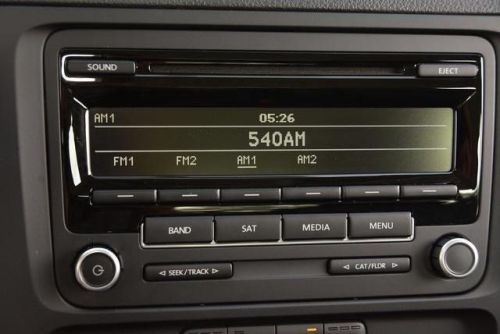 SOUND
EJECT
AM1 05:26
540AM
FM1 FM2 AM1 AM2
BAND SAT MEDIA MENU
SEEK/TRACK CAT/FLDR